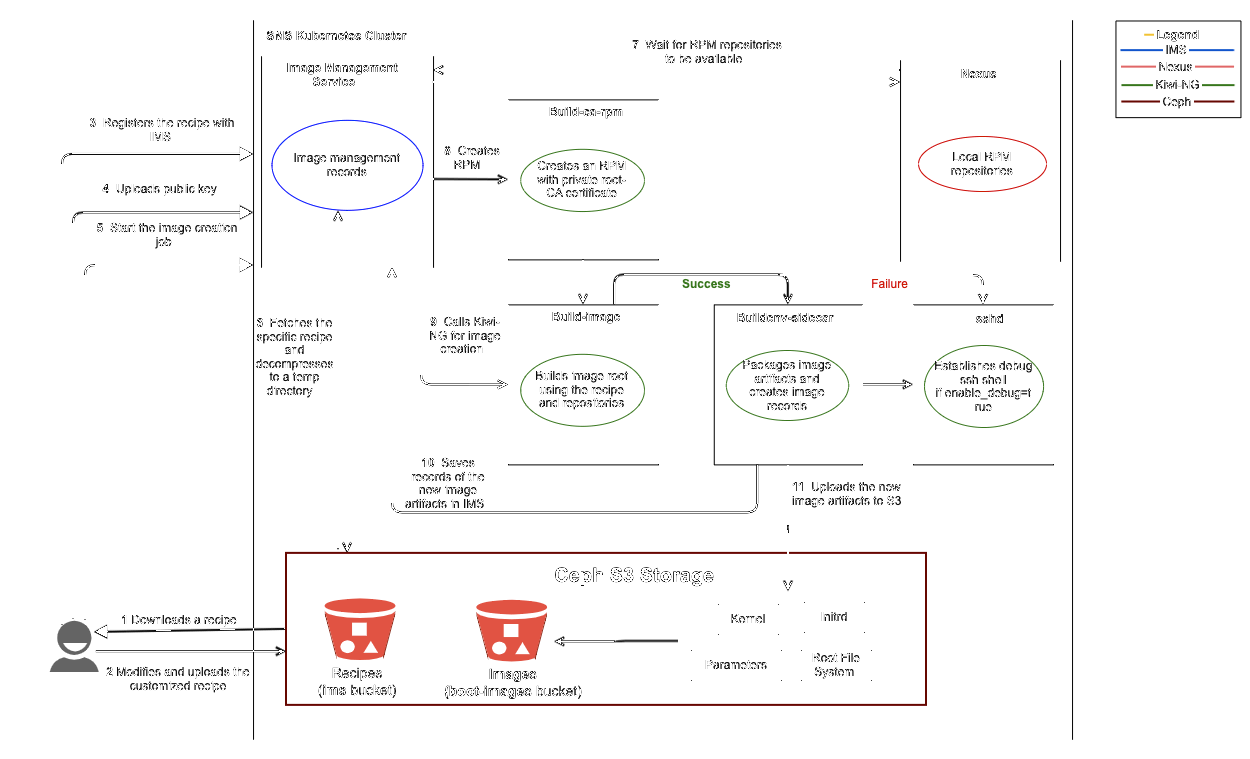 SMS Kubernetes Cluster
Image Management
Service
7 Wait for RPM repositories
to be available
Nexus
Legend
IMS
Nexus
Kiwi-NG
Ceph
3 Registers the recipe with
IMS
4 Uploads public key
5 Start the image creation
job
Image management
records
8 Creates
RPM
Build-ca-rpm
Creates an RPM
with private root-
CA certificate
Local RPM
repositories
Success
Failure
6 Fetches the
specific recipe
and
decompresses
to a temp
directory
9 Calls Kiwi-
NG for image
creation
Build-image
Builds image root
using the recipe
and repositories
Buildenv-sidecar
Packages image
artifacts and
creates image
records
sshd
Establishes debug
ssh shell
if enable_debug=t
rue
10 Saves
records of the
new image
artifacts in IMS
11 Uploads the new
image artifacts to S3
Ceph S3 Storage
1 Downloads a recipe
2 Modifies and uploads the
customized recipe
Recipes
(ims bucket)
Images
(boot-images bucket)
Kernel
Initrd
Parameters
Root File
System